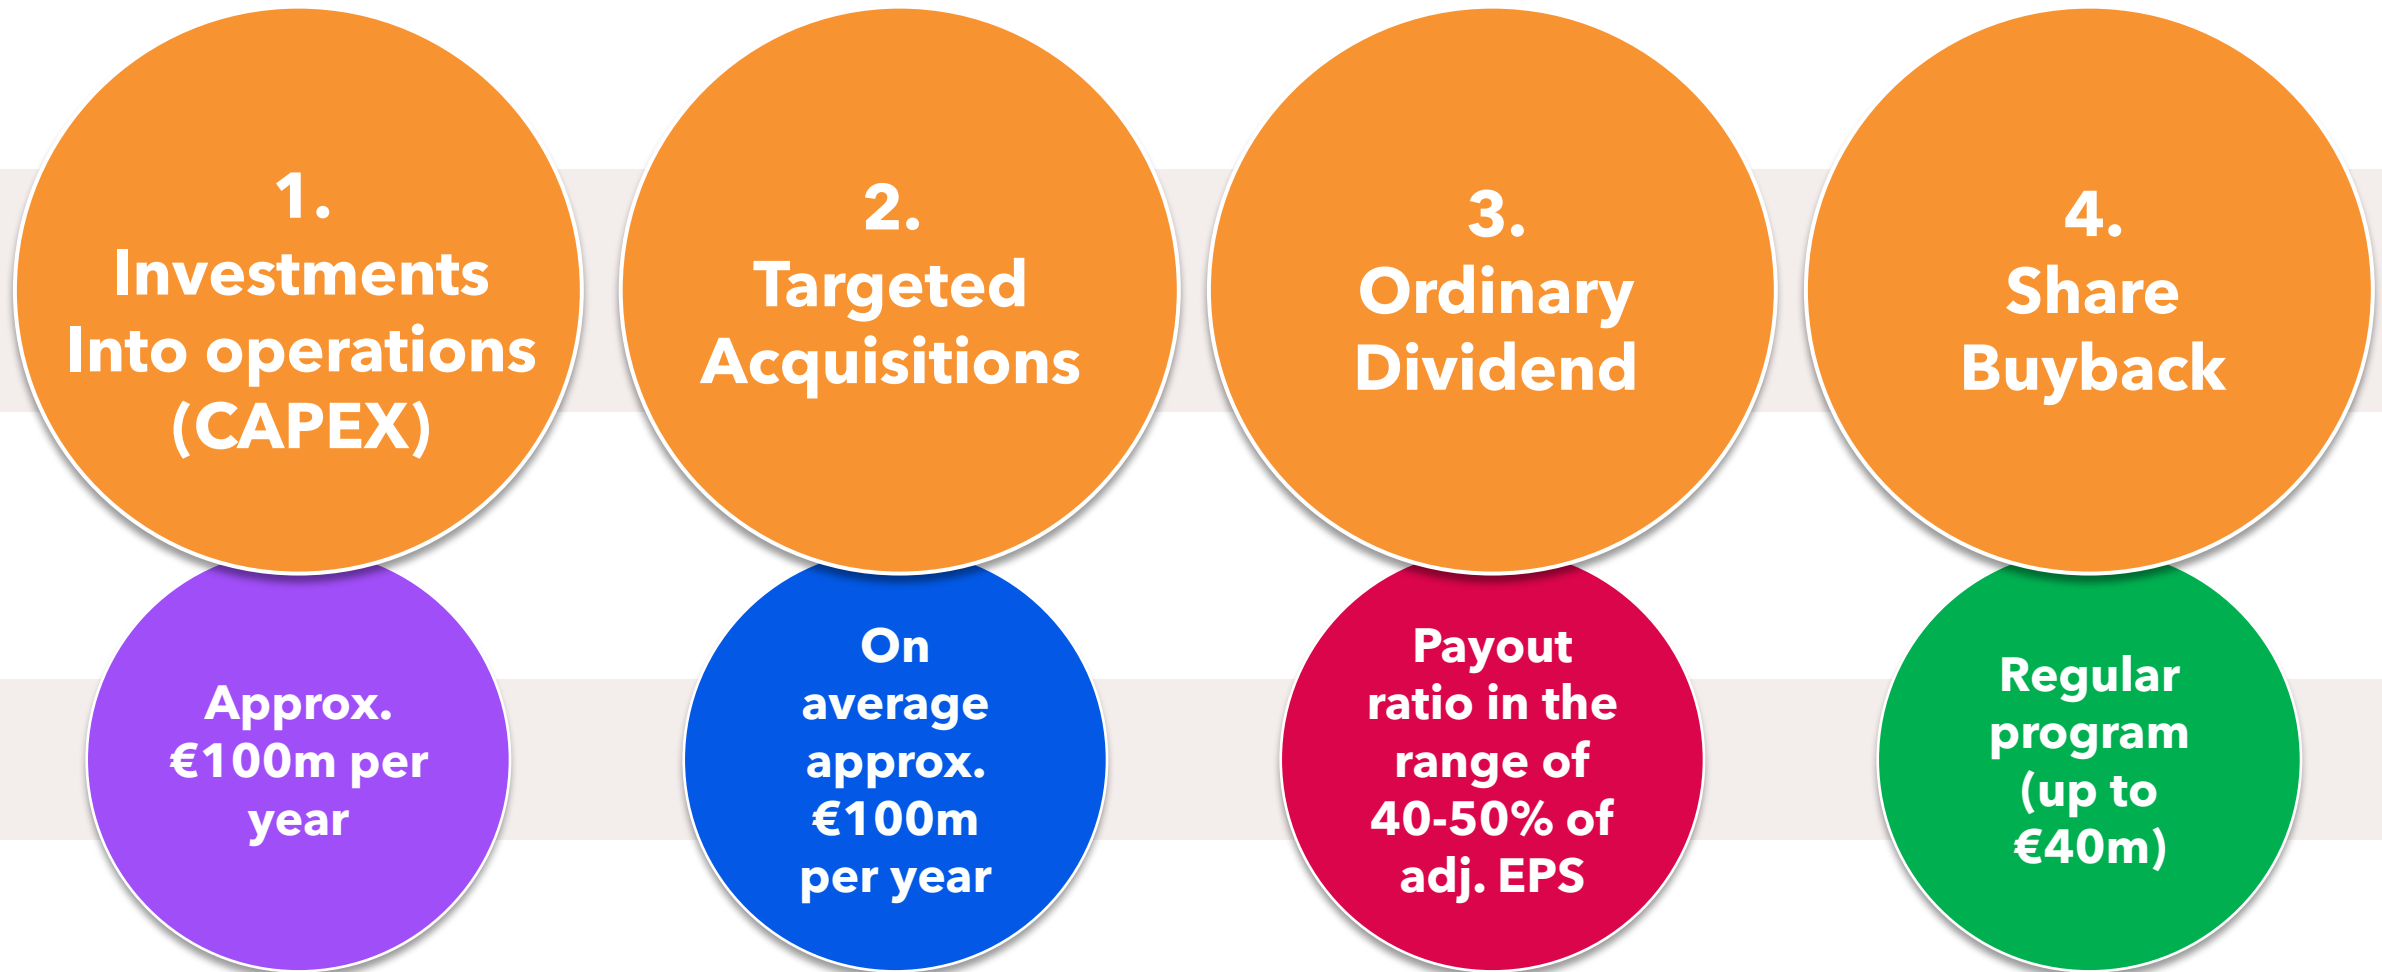 1.
Investments
Into operations
(CAPEX)
2.
Targeted
Acquisitions
3.
Ordinary
Dividend
4.
Share
Buyback
Approx.
€100m per
year
On
average
approx.
€100m
per year
Payout
ratio in the
range of
40-50% of
adj. EPS
Regular
program
(up to
€40m)